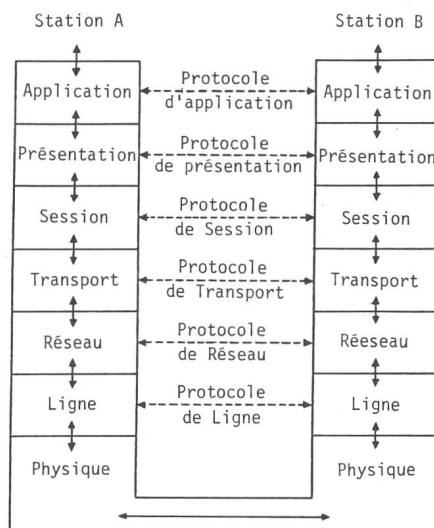 Station A
Station B
Application
Protocole
d'application
Application
Présentation
Protocole
de présentation
Présentation
Session
Protocole
de Session
Session
Transport
Protocole
de Transport
Transport
Réseau
Protocole
de Réseau
Réeseau
Ligne
Protocole
de Ligne
Ligne
Physique
Physique